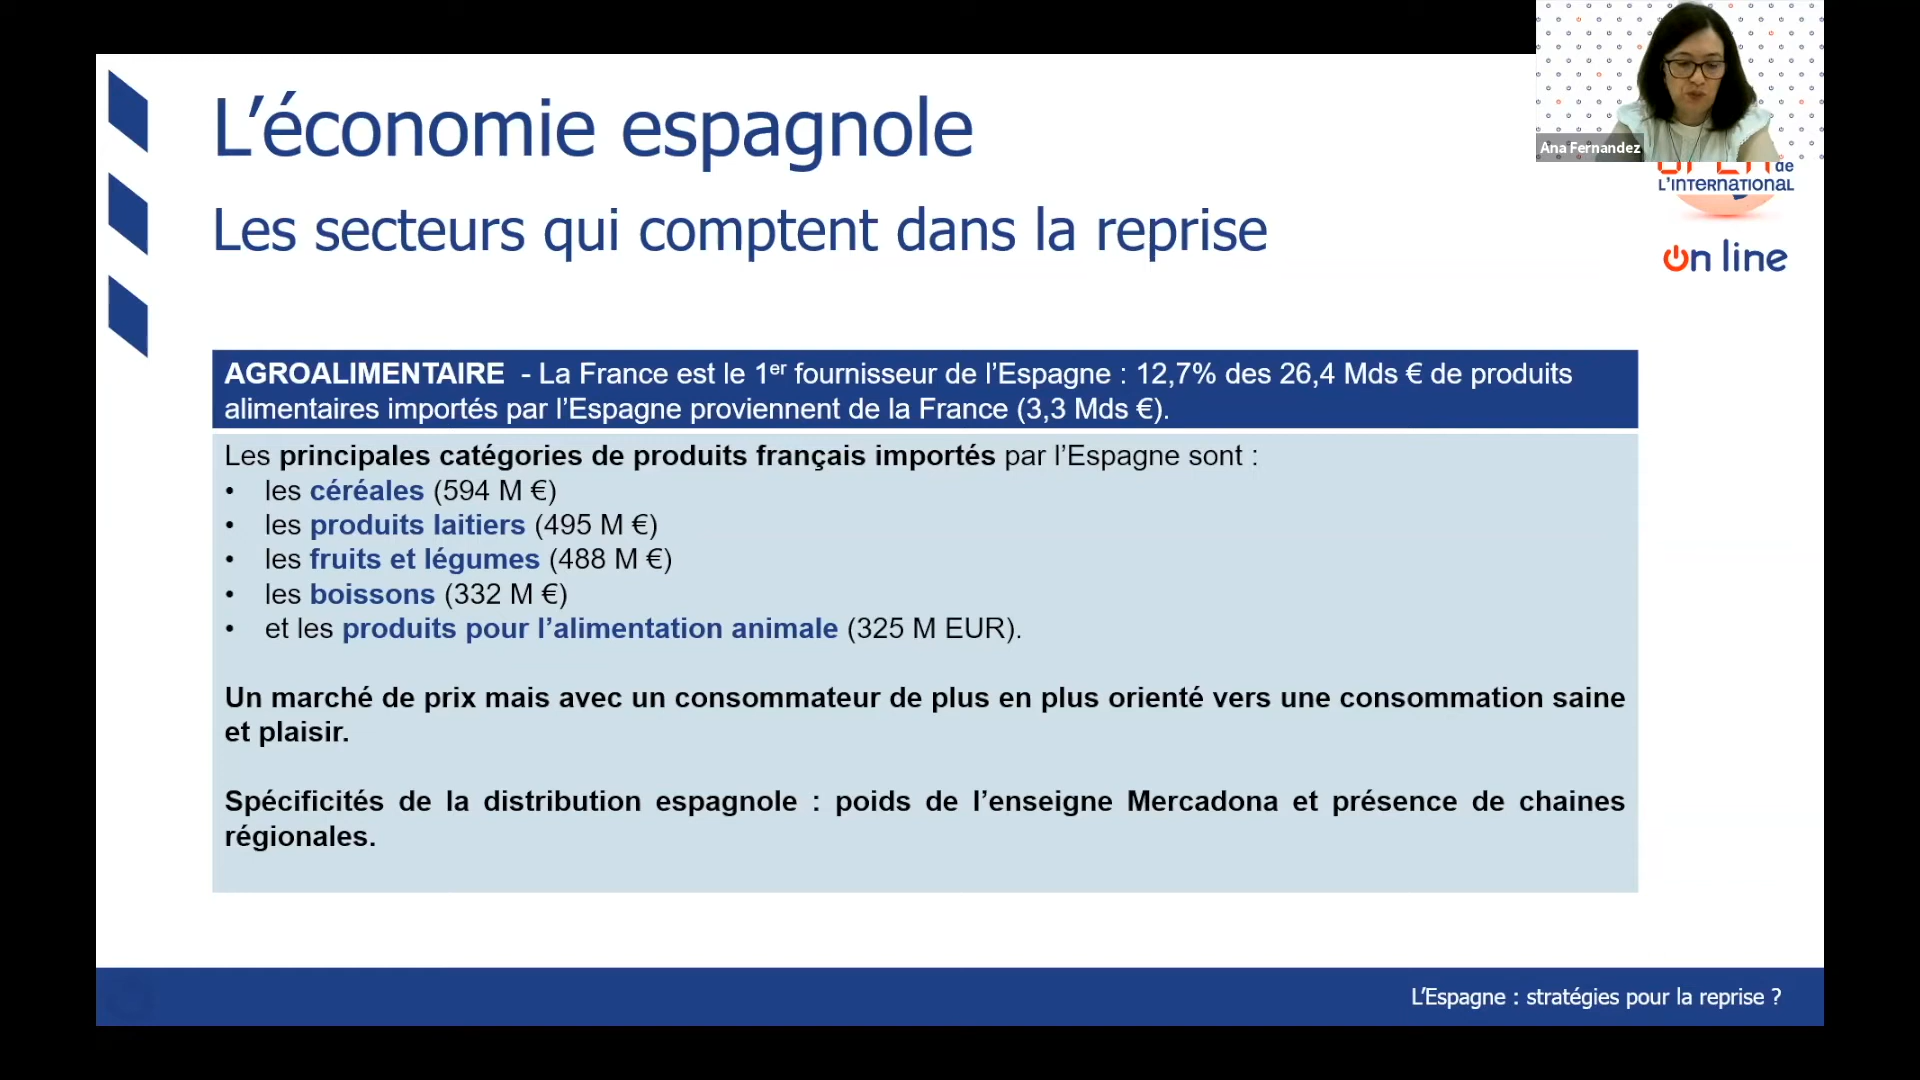 L’économie espagnole
Les secteurs qui comptent dans la reprise
Ana Fernandez
de
L'INTERNATIONAL
on line
AGROALIMENTAIRE - La France est le 1er fournisseur de l’Espagne : 12,7% des 26,4 Mds € de produits
alimentaires importés par l’Espagne proviennent de la France (3,3 Mds €).
Les principales catégories de produits français importés par l’Espagne sont :
• les céréales (594 M €)
• les produits laitiers (495 M €)
• les fruits et légumes (488 M €)
• les boissons (332 M €)
• et les produits pour l’alimentation animale (325 M EUR).
Un marché de prix mais avec un consommateur de plus en plus orienté vers une consommation saine
et plaisir.
Spécificités de la distribution espagnole : poids de l’enseigne Mercadona et présence de chaines
régionales.
L’Espagne : stratégies pour la reprise ?